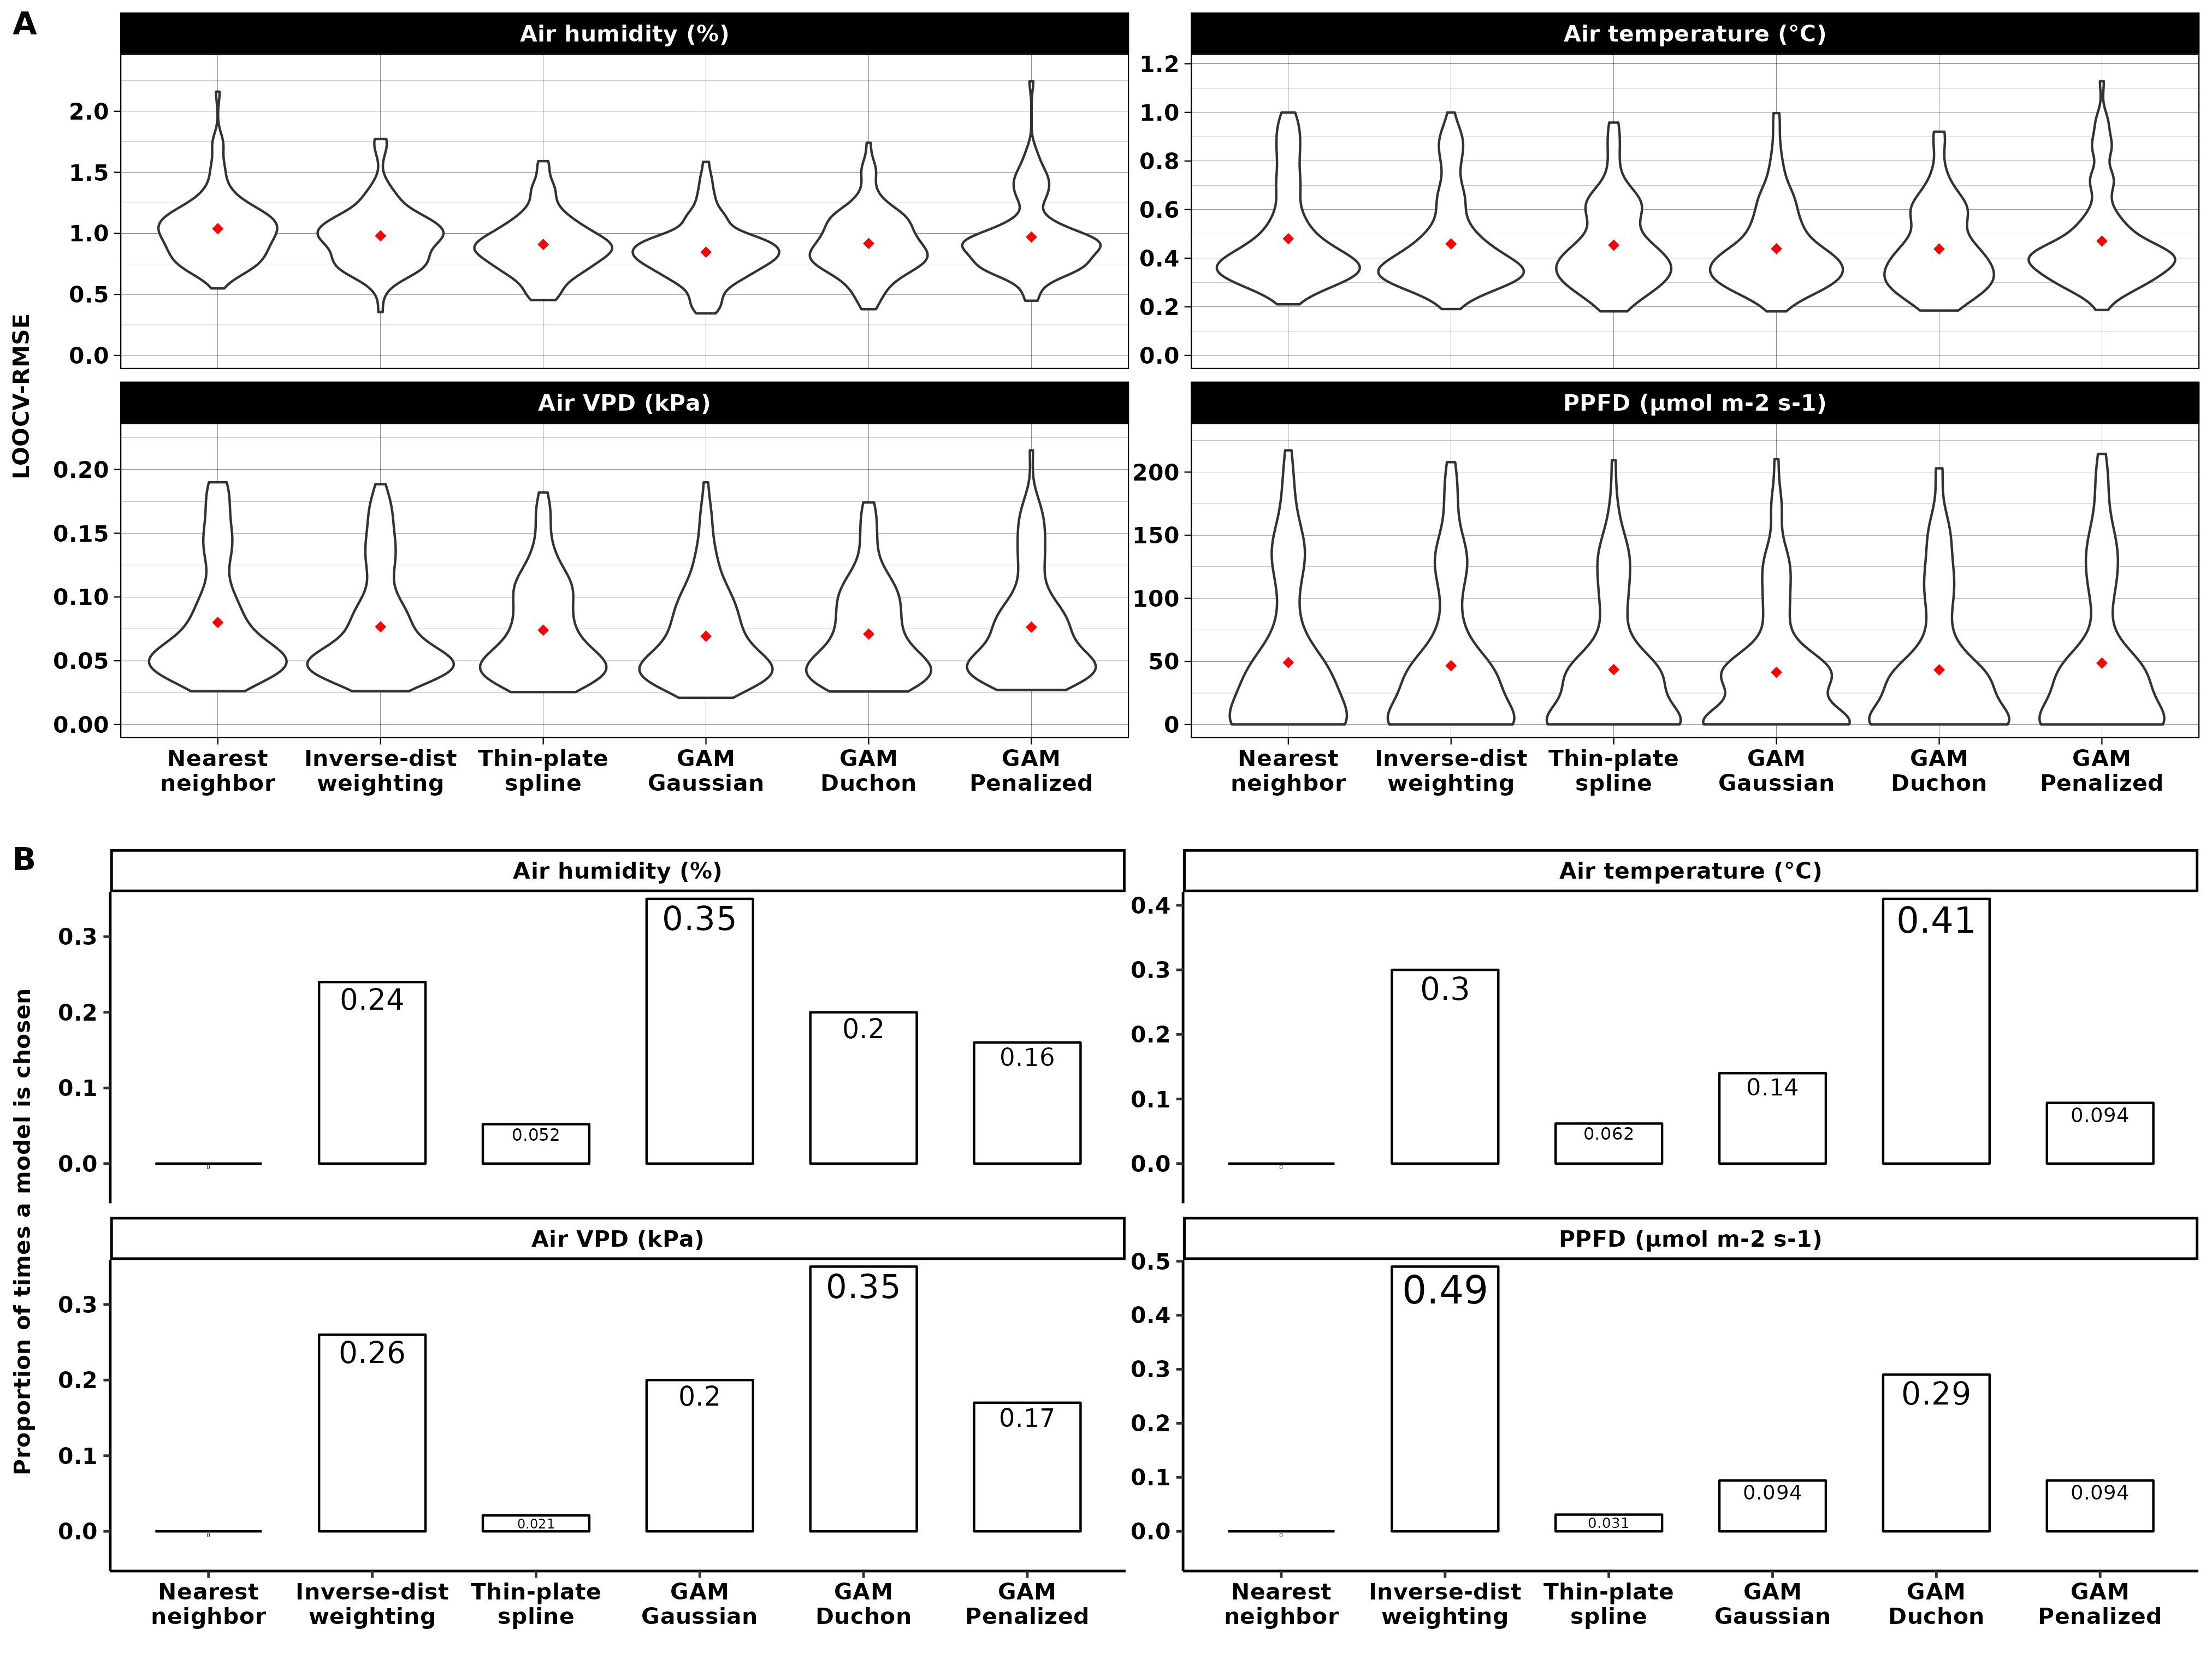 A
Air humidity (%)
Air temperature (°C)
2.0
1.5
1.0
0.5
0.0
1.2
1.0
0.8
0.6
0.4
0.2
0.0
LOOCV-RMSE
Air VPD (kPa)
PPFD (µmol m-2 s-1)
0.20
0.15
0.10
0.05
0.00
200
150
100
50
0
Nearest neighbor
Inverse-dist weighting
Thin-plate spline
GAM Gaussian
GAM Duchon
GAM Penalized
Nearest neighbor
Inverse-dist weighting
Thin-plate spline
GAM Gaussian
GAM Duchon
GAM Penalized
B
Air humidity (%)
Air temperature (°C)
0.3
0.2
0.1
0.0
0
0.24
0.052
0.35
0.2
0.16
0.4
0.3
0.2
0.1
0.0
0
0.3
0.062
0.14
0.41
0.094
Proportion of times a model is chosen
Air VPD (kPa)
PPFD (µmol m-2 s-1)
0.3
0.2
0.1
0.0
0
0.26
0.021
0.2
0.35
0.17
0.5
0.4
0.3
0.2
0.1
0.0
0
0.49
0.031
0.094
0.29
0.094
Nearest neighbor
Inverse-dist weighting
Thin-plate spline
GAM Gaussian
GAM Duchon
GAM Penalized
Nearest neighbor
Inverse-dist weighting
Thin-plate spline
GAM Gaussian
GAM Duchon
GAM Penalized